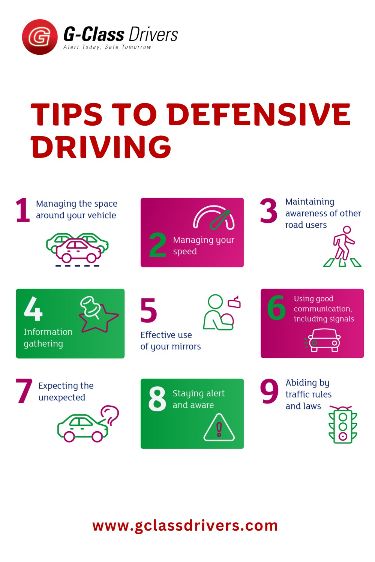 G-Class Drivers
Alert Today, Safe Tomorrow
TIPS TO DEFENSIVE
DRIVING
1
Managing the space
around your vehicle
2
Managing your
speed
3
Maintaining
awareness of other
road users
4
Information
gathering
5
Effective use
of your mirrors
6
Using good
communication,
including signals
7
Expecting the
unexpected
8
Staying alert
and aware
9
Abiding by
traffic rules
and laws
www.gclassdrivers.com